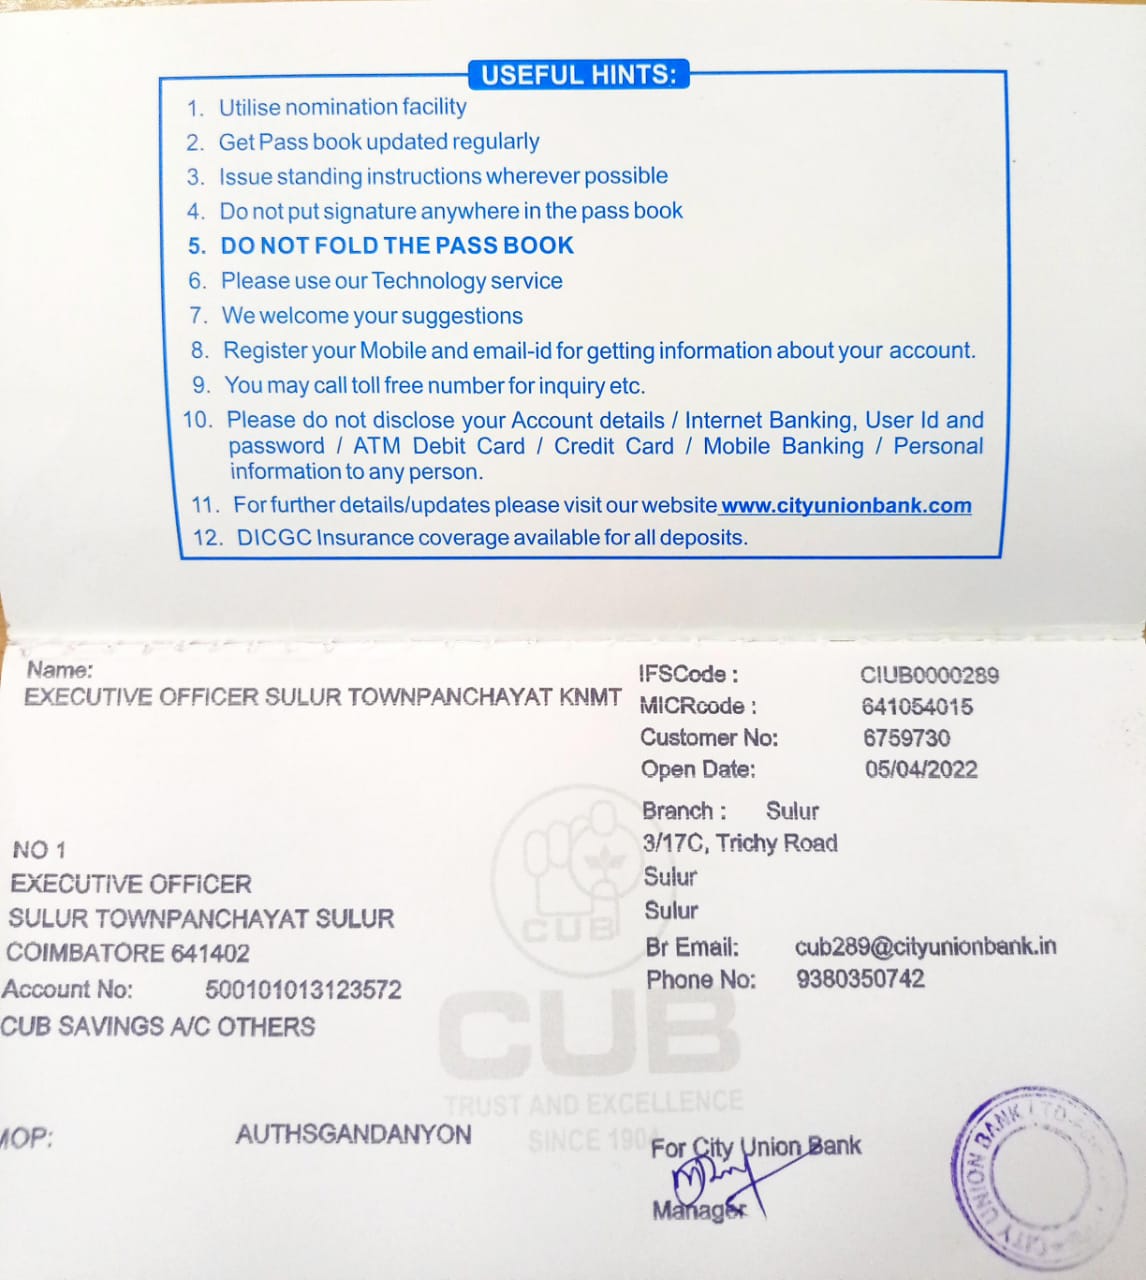 USEFUL HINTS:
1. Utilise nomination facility
2. Get Pass book updated regularly
3. Issue standing instructions wherever possible
4. Do not put signature anywhere in the pass book
5. DO NOT FOLD THE PASS BOOK
6. Please use our Technology service
7. We welcome your suggestions
8. Register your Mobile and email-id for getting information about your account.
9. You may call toll free number for inquiry etc.
10. Please do not disclose your Account details / Internet Banking, User Id and
password / ATM Debit Card / Credit Card / Mobile Banking / Personal
information to any person.
11. For further details/updates please visit our website www.cityunionbank.com
12. DICGC Insurance coverage available for all deposits.
Name:
EXECUTIVE OFFICER SULUR TOWNPANCHAYAT KNMT
NO 1
EXECUTIVE OFFICER
SULUR TOWNPANCHAYAT SULUR
COIMBATORE 641402
Account No: 500101013123572
CUB SAVINGS A/C OTHERS
MOP: AUTHSGANDANYON
IFSCode : CIUB0000289
MICRcode : 641054015
Customer No: 6759730
Open Date: 05/04/2022
Branch : Sulur
3/17C, Trichy Road
Sulur
Sulur
Br Email: cub289@cityunionbank.in
Phone No: 9380350742
CUB
CUB
TRUST AND EXCELLENCE
SINCE 1904
For City Union Bank
Manager
CITY UNION BANK LTD